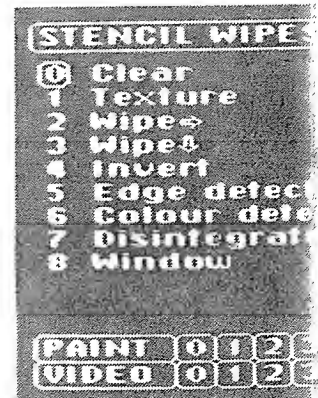 STENCIL WIPES
0 Clear
1 Texture
2 Wipe⇨
3 Wipe⇩
4 Invert
5 Edge detec
6 Colour dete
7 Disintegrat
8 Window
PAINT 0 1 2
VIDEO 0 1 2